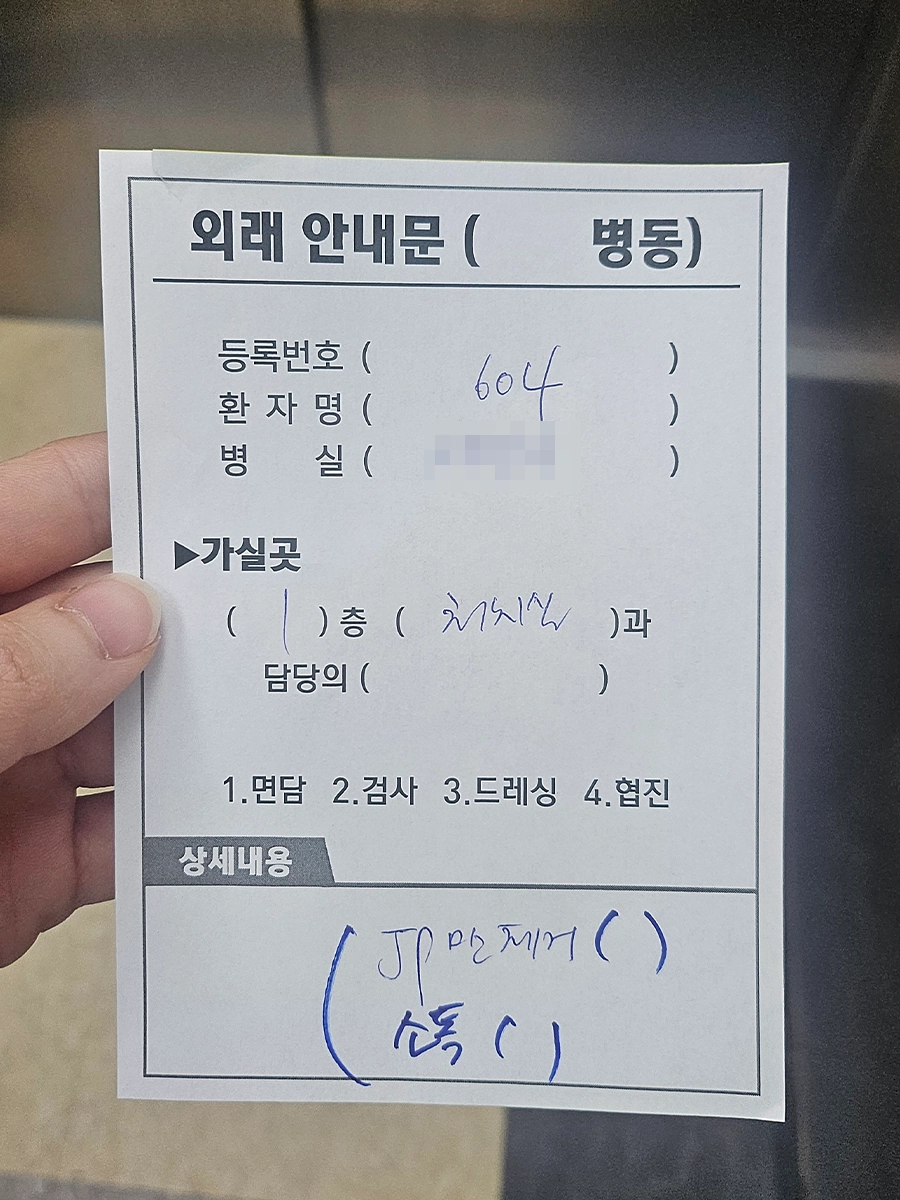 외래 안내문 (      병동)
등록번호 (            )
604
환 자 명 (            )
병    실 (            )
▶가실곳
( 1 ) 층 ( 처치실 )과
담당의 (            )
1.면담 2.검사 3.드레싱 4.협진
상세내용
( JP만 제거 ( )
소독 ( )